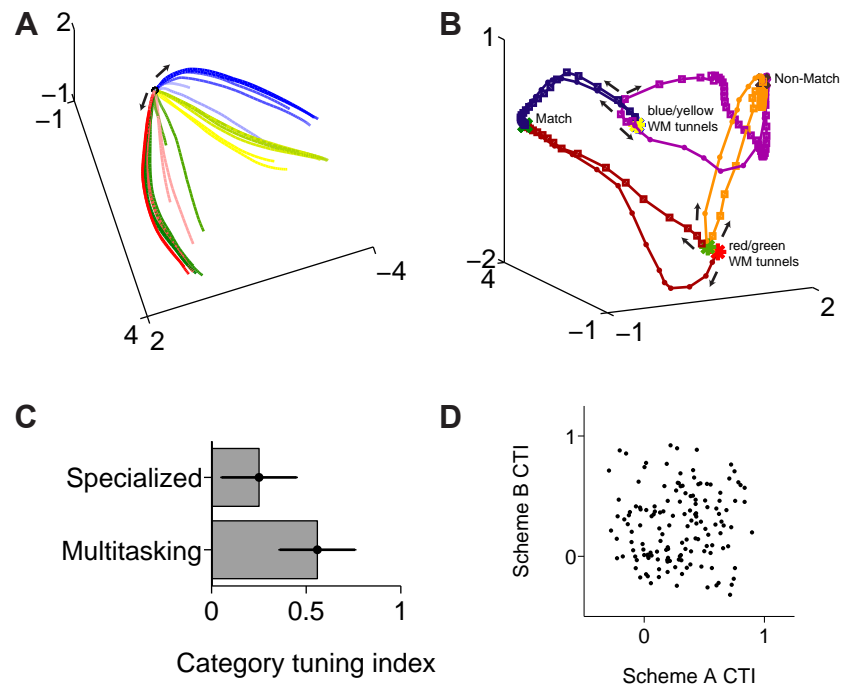 A
2
−1
−1
4
2
−4
B
1
−2
4
−1
−1
2
Match
Non-Match
blue/yellow
WM tunnels
red/green
WM tunnels
C
Specialized
Multitasking
0
0.5
1
Category tuning index
D
Scheme B CTI
1
0
0
1
Scheme A CTI